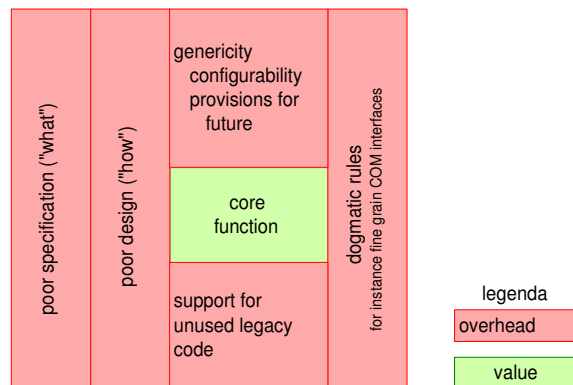 poor specification ("what")
poor design ("how")
genericity
configurability
provisions for
future
core
function
support for
unused legacy
code
dogmatic rules
for instance fine grain COM interfaces
legenda
overhead
value